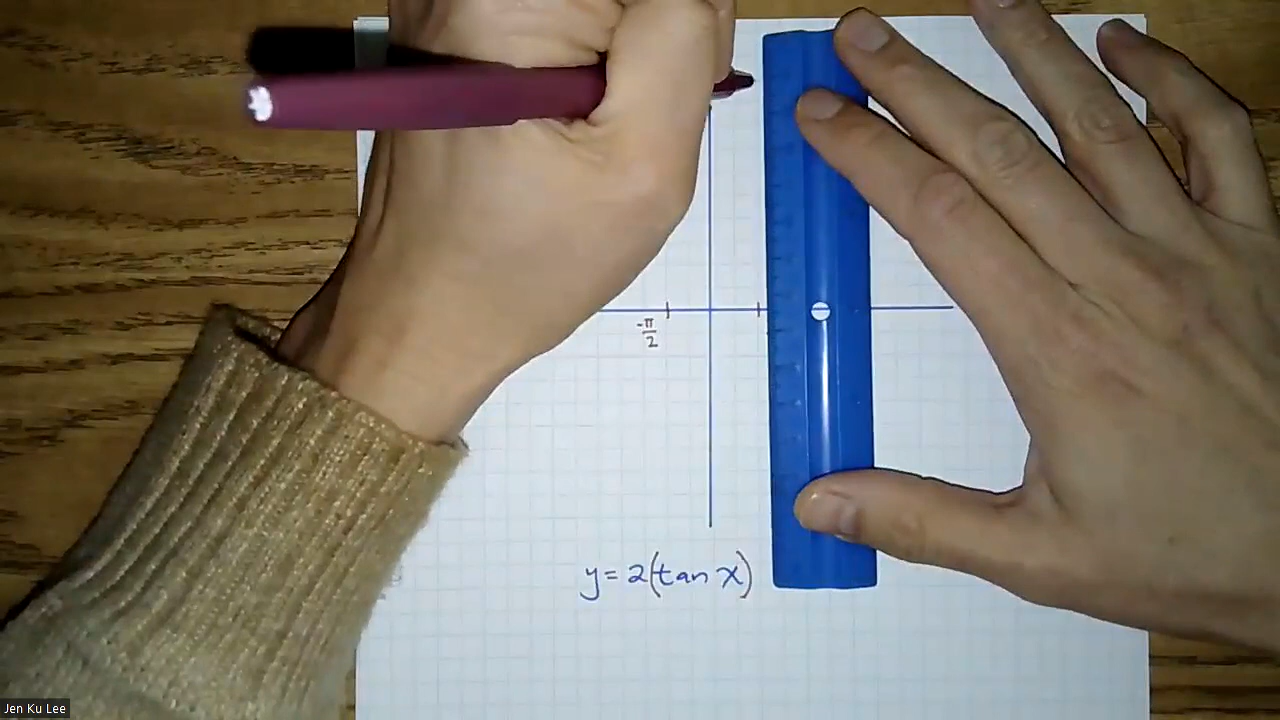 -π/2
y = 2(tan x)
Jen Ku Lee